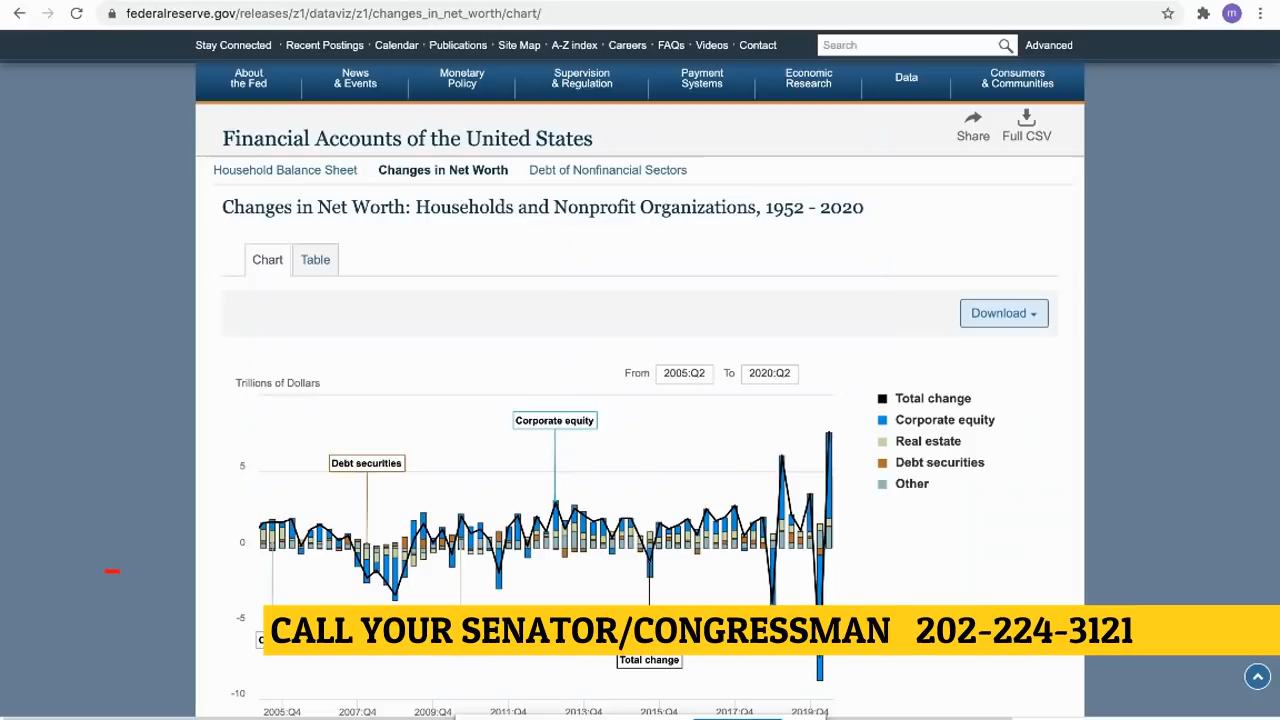 federalreserve.gov/releases/z1/dataviz/z1/changes_in_net_worth/chart/
m
Stay Connected Recent Postings Calendar Publications Site Map A-Z index Careers FAQs Videos Contact Search Advanced
About the Fed
News & Events
Monetary Policy
Supervision & Regulation
Payment Systems
Economic Research
Data
Consumers & Communities
Financial Accounts of the United States
Share Full CSV
Household Balance Sheet Changes in Net Worth Debt of Nonfinancial Sectors
Changes in Net Worth: Households and Nonprofit Organizations, 1952 - 2020
Chart Table
Download
From 2005:Q2 To 2020:Q2
Trillions of Dollars
Total change
Corporate equity
Real estate
Debt securities
Other
Corporate equity
Debt securities
5
0
-5
-10
CALL YOUR SENATOR/CONGRESSMAN 202-224-3121
Total change
2005:Q4 2007:Q4 2009:Q4 2011:Q4 2013:Q4 2015:Q4 2017:Q4 2019:Q4